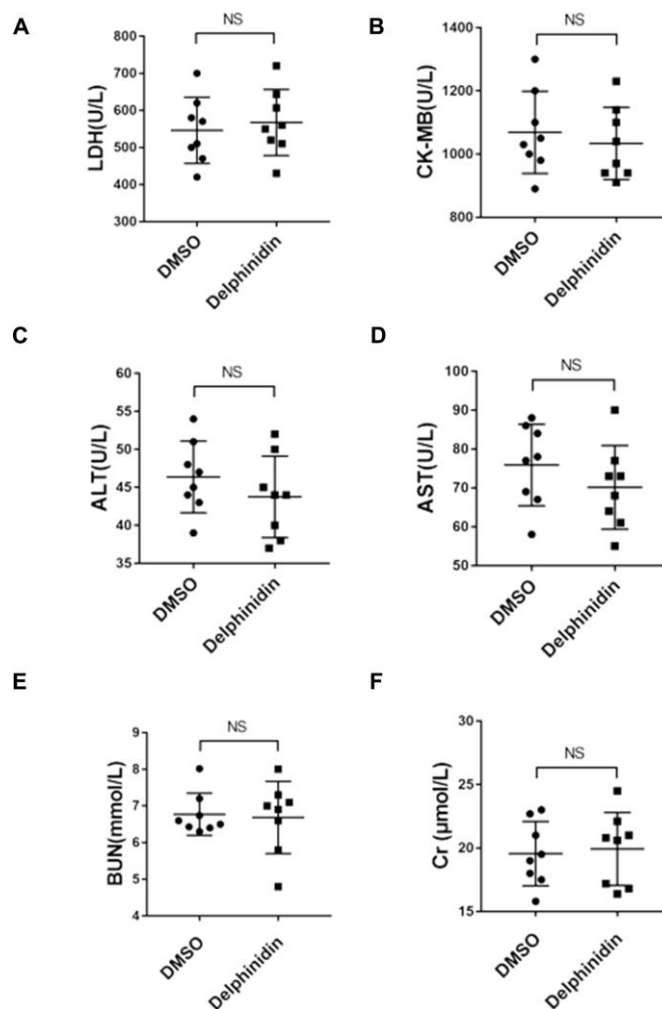 A
NS
LDH(U/L)
800
700
600
500
400
300
DMSO
Delphinidin
B
NS
CK-MB(U/L)
1400
1200
1000
800
DMSO
Delphinidin
C
NS
ALT(U/L)
60
55
50
45
40
35
DMSO
Delphinidin
D
NS
AST(U/L)
100
90
80
70
60
50
DMSO
Delphinidin
E
NS
BUN(mmol/L)
9
8
7
6
5
4
DMSO
Delphinidin
F
NS
Cr (μmol/L)
30
25
20
15
DMSO
Delphinidin